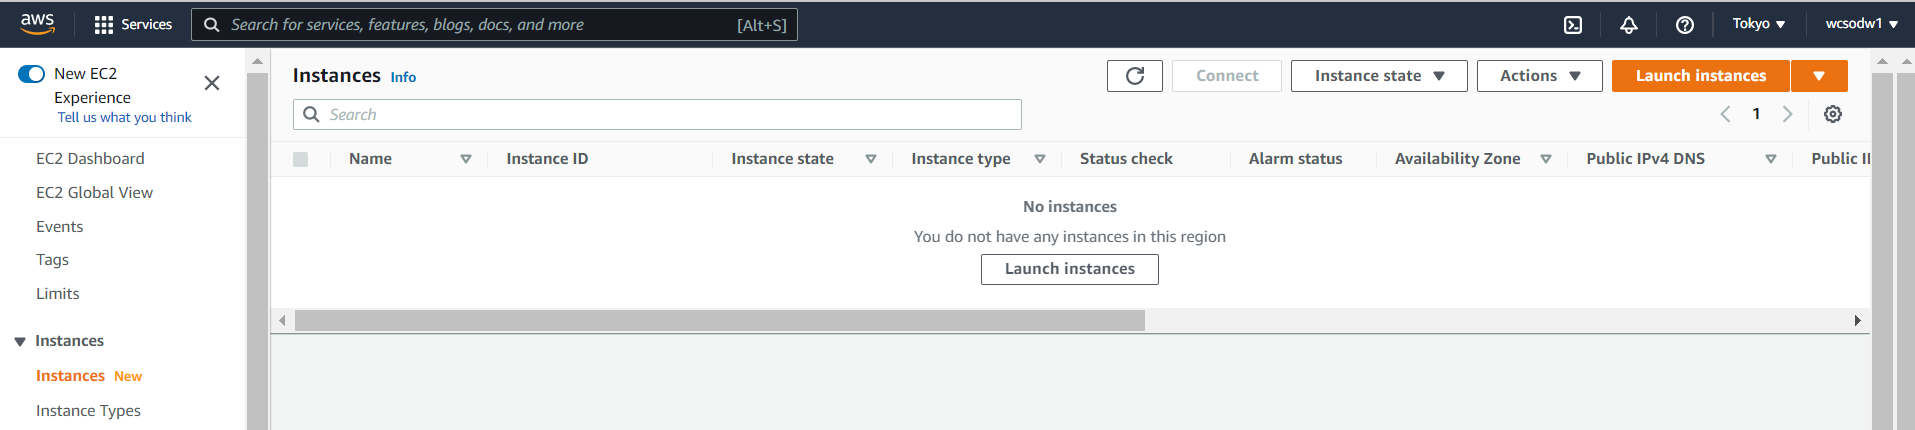 aws
Services
Search for services, features, blogs, docs, and more
[Alt+S]
Tokyo
wcsodw1
New EC2
Experience
Tell us what you think
EC2 Dashboard
EC2 Global View
Events
Tags
Limits
Instances
Instances New
Instance Types
Instances Info
Connect
Instance state
Actions
Launch instances
Search
1
Name
Instance ID
Instance state
Instance type
Status check
Alarm status
Availability Zone
Public IPv4 DNS
Public
No instances
You do not have any instances in this region
Launch instances